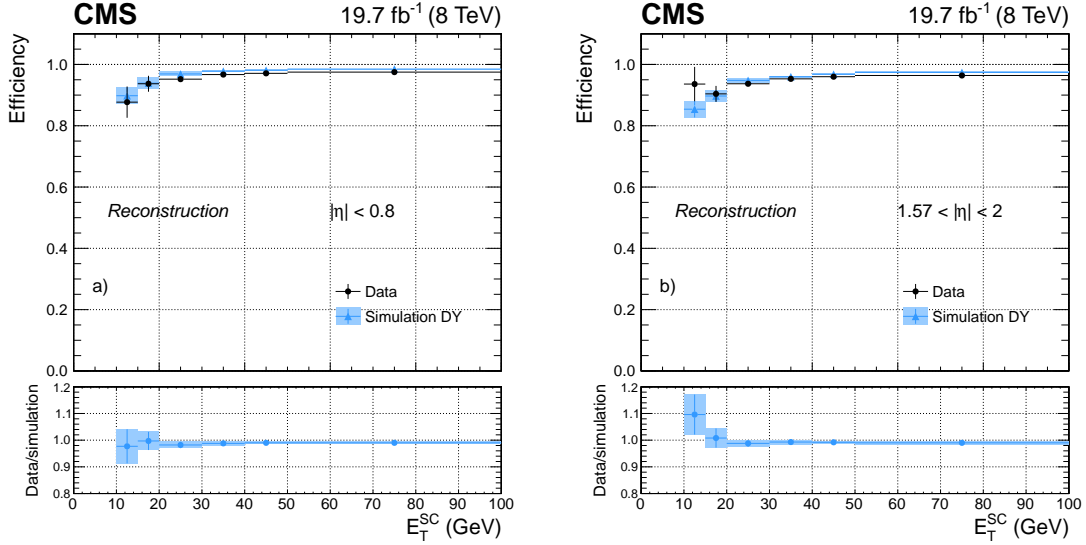 CMS 19.7 fb⁻¹ (8 TeV)
Efficiency
1.0
0.8
0.6
0.4
0.2
0.0
Reconstruction |η| < 0.8
a)
Data
Simulation DY
Data/simulation
1.2
1.1
1.0
0.9
0.8
0 10 20 30 40 50 60 70 80 90 100
E_T^SC (GeV)
CMS 19.7 fb⁻¹ (8 TeV)
Efficiency
1.0
0.8
0.6
0.4
0.2
0.0
Reconstruction 1.57 < |η| < 2
b)
Data
Simulation DY
Data/simulation
1.2
1.1
1.0
0.9
0.8
0 10 20 30 40 50 60 70 80 90 100
E_T^SC (GeV)